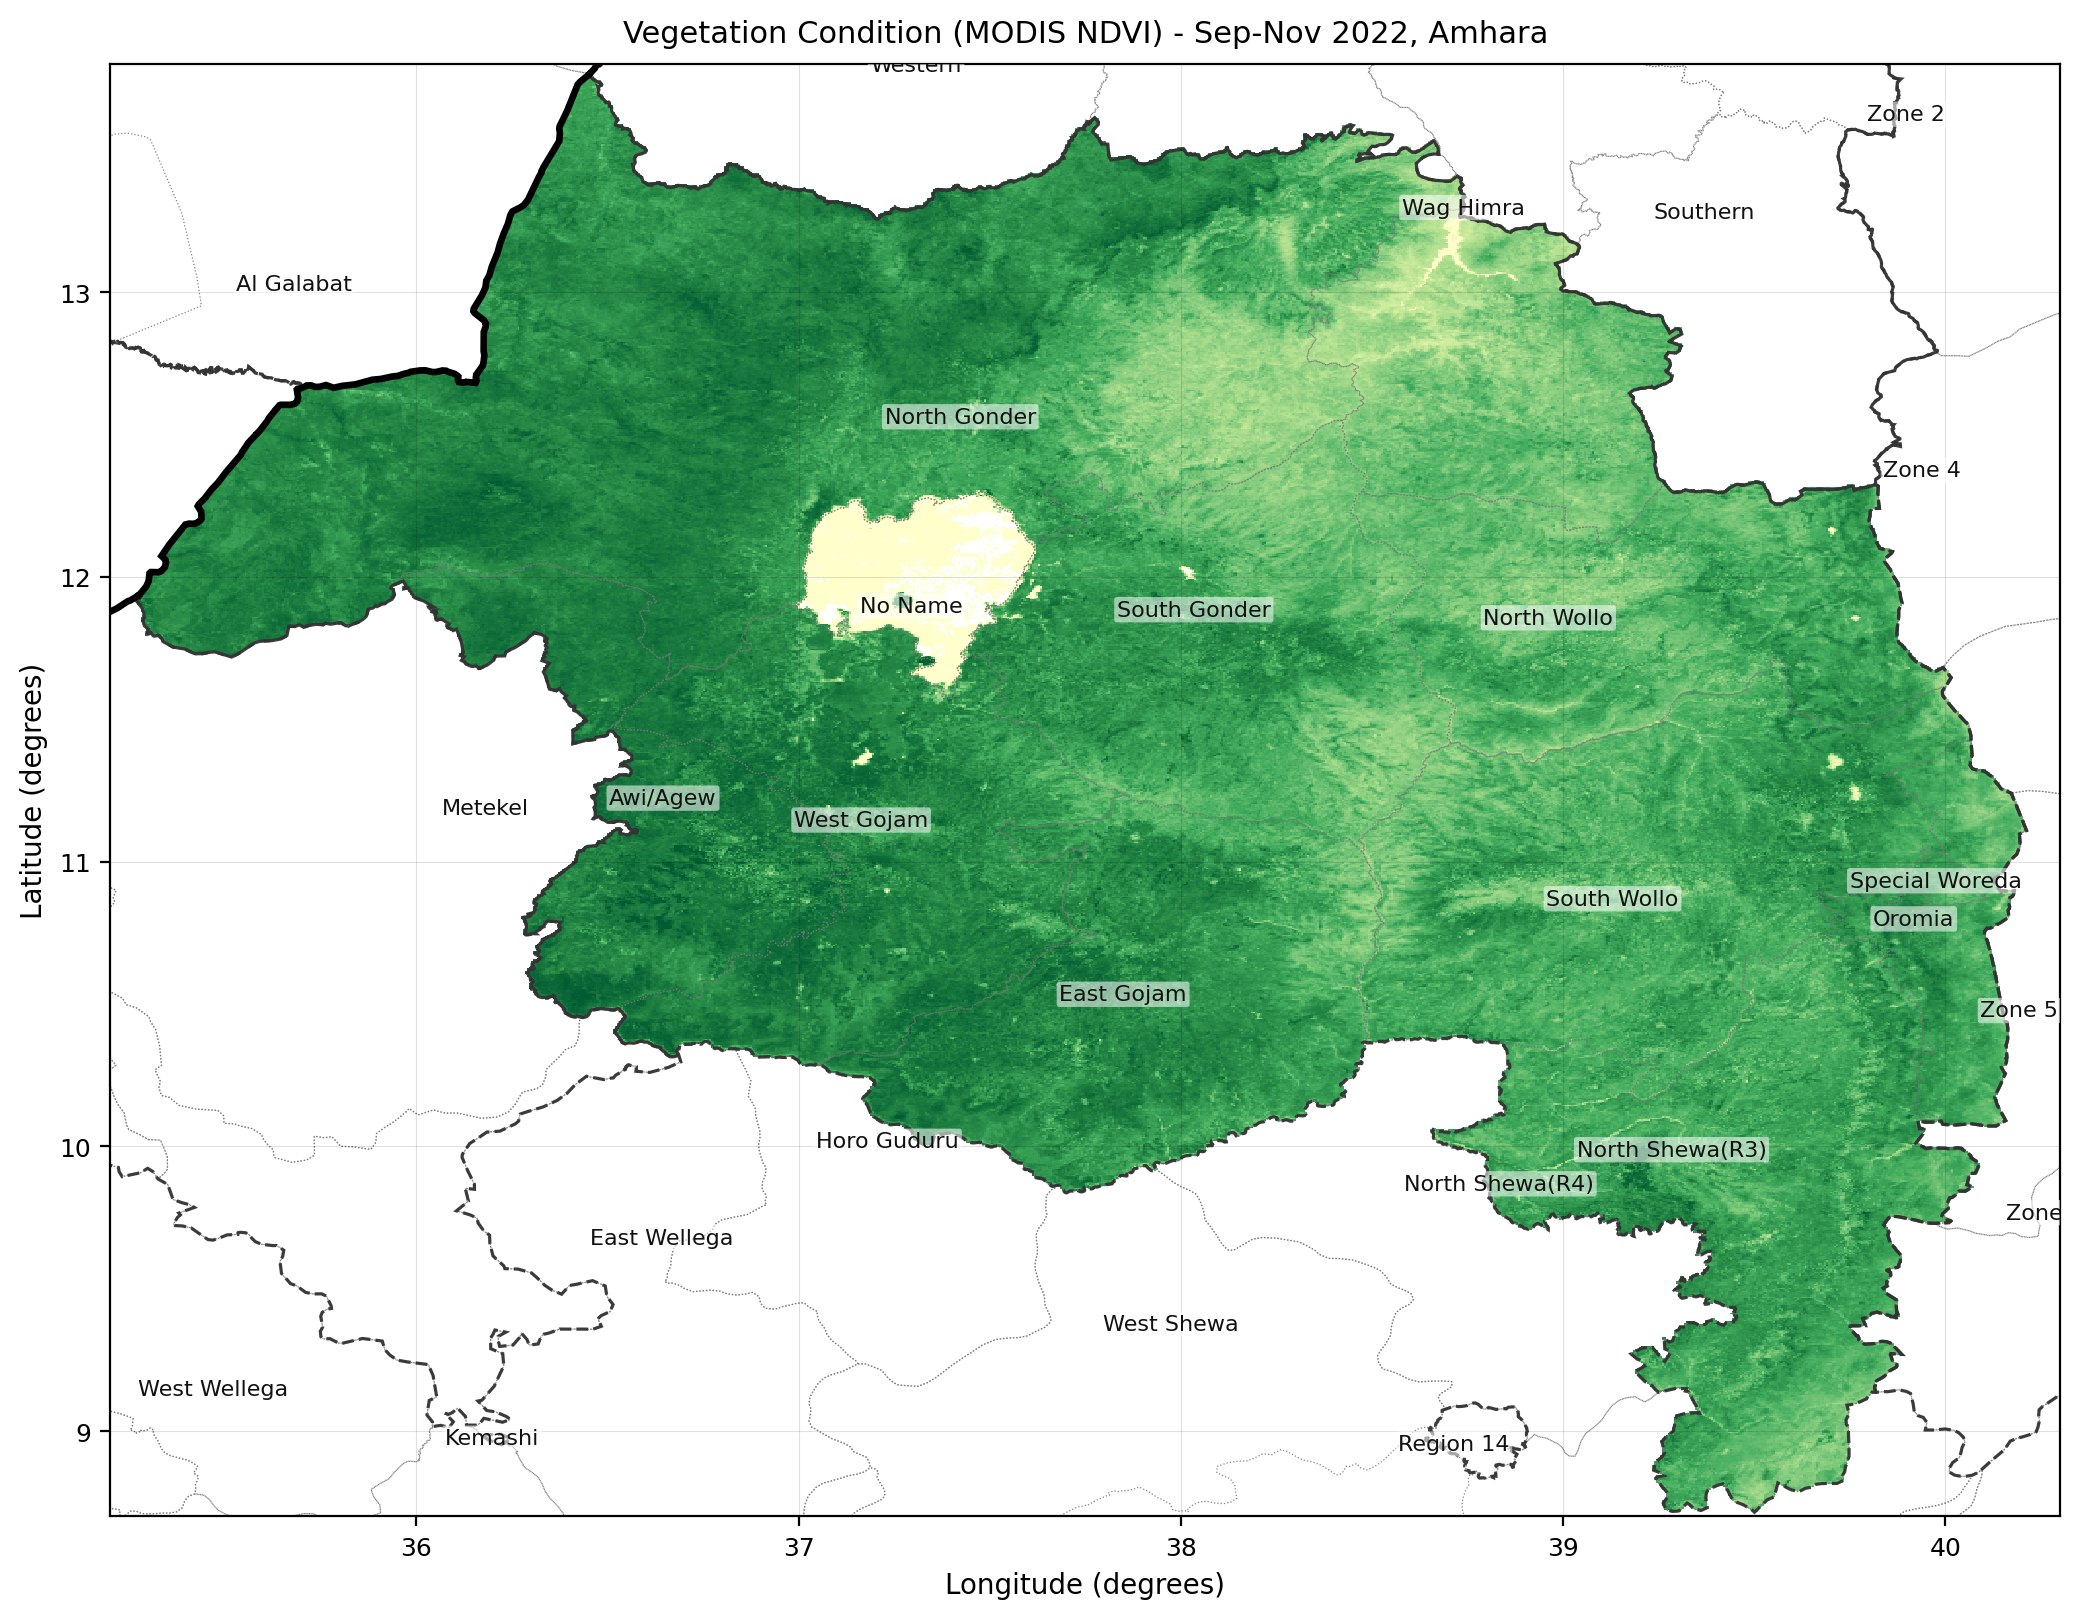 Vegetation Condition (MODIS NDVI) - Sep-Nov 2022, Amhara
Western
Zone 2
Wag Himra
Southern
Al Galabat
13
North Gonder
Zone 4
12
No Name
South Gonder
North Wollo
Metekel
Awi/Agew
West Gojam
11
Special Woreda
South Wollo
Oromia
East Gojam
Zone 5
10
Horo Guduru
North Shewa(R3)
North Shewa(R4)
Zone
East Wellega
West Shewa
West Wellega
9
Kemashi
Region 14
36
37
38
39
40
Longitude (degrees)
Latitude (degrees)